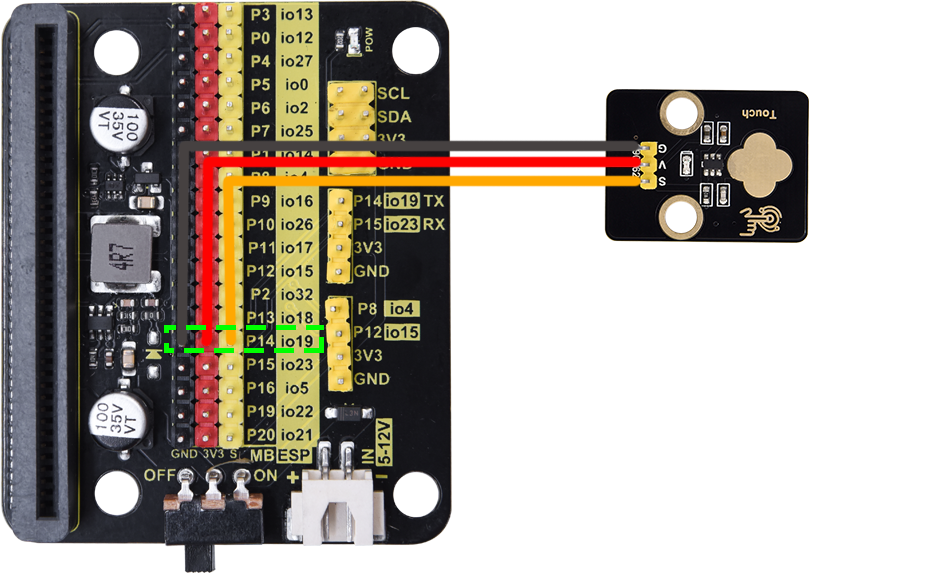 P3 io13
P0 io12
P4 io27
P5 io0
P6 io2
P7 io25
P1 io14
io4
P9 io16
P10 io26
P11 io17
P12 io15
P2 io32
P13 io18
P14 io19
P15 io23
P16 io5
P19 io22
P20 io21
GND 3V3 S MB ESP
OFF ON + −
IN 5-12V
POW
SCL
SDA
3V3
GND
P14 io19 TX
P15 io23 RX
3V3
GND
P8 io4
P12 io15
3V3
GND
100
35V
VT
4R7
100
35V
VT
Touch
G
V
S